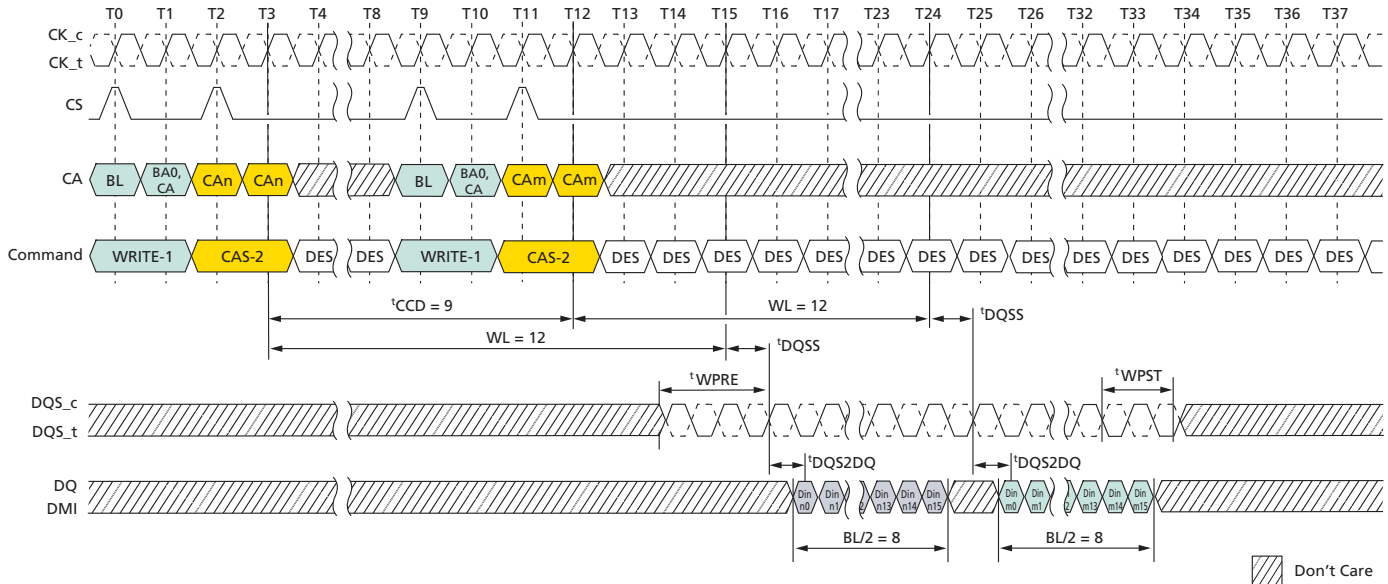 T0 T1 T2 T3 T4 T8 T9 T10 T11 T12 T13 T14 T15 T16 T17 T23 T24 T25 T26 T32 T33 T34 T35 T36 T37
CK_c
CK_t
CS
CA BL BA0, CA CAn CAn BL BA0, CA CAm CAm
Command WRITE-1 CAS-2 DES DES WRITE-1 CAS-2 DES DES DES DES DES DES DES DES DES DES DES DES DES DES DES
tCCD = 9 WL = 12 tDQSS
WL = 12 tDQSS
tWPRE tWPST
DQS_c
DQS_t
tDQS2DQ tDQS2DQ
DQ
DMI
Din n0 Din n1 2 Din n13 Din n14 Din n15 Din m0 Din m1 2 Din m13 Din m14 Din m15
BL/2 = 8 BL/2 = 8
Don't Care